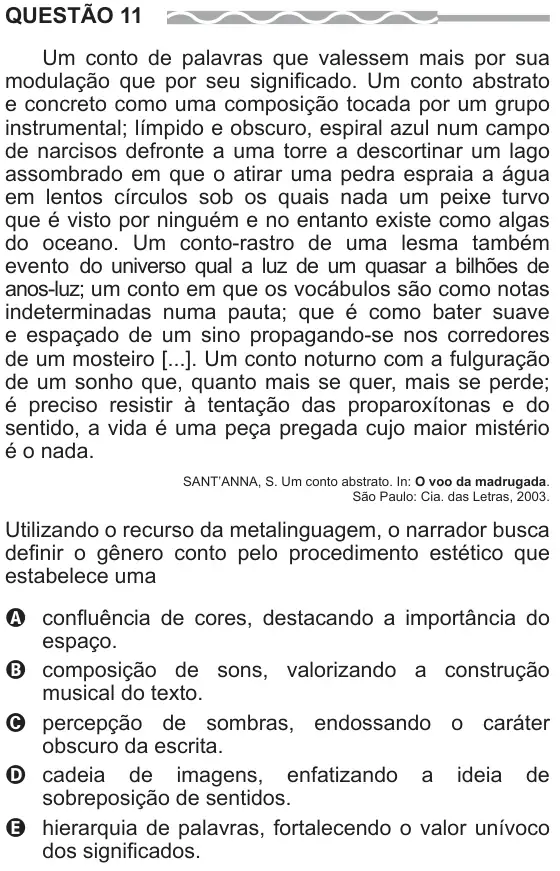 QUESTÃO 11
Um conto de palavras que valessem mais por sua
modulação que por seu significado. Um conto abstrato
e concreto como uma composição tocada por um grupo
instrumental; límpido e obscuro, espiral azul num campo
de narcisos defronte a uma torre a descortinar um lago
assombrado em que o atirar uma pedra espraia a água
em lentos círculos sob os quais nada um peixe turvo
que é visto por ninguém e no entanto existe como algas
do oceano. Um conto-rastro de uma lesma também
evento do universo qual a luz de um quasar a bilhões de
anos-luz; um conto em que os vocábulos são como notas
indeterminadas numa pauta; que é como bater suave
e espaçado de um sino propagando-se nos corredores
de um mosteiro [...]. Um conto noturno com a fulguração
de um sonho que, quanto mais se quer, mais se perde;
é preciso resistir à tentação das proparoxítonas e do
sentido, a vida é uma peça pregada cujo maior mistério
é o nada.
SANT’ANNA, S. Um conto abstrato. In: O voo da madrugada.
São Paulo: Cia. das Letras, 2003.
Utilizando o recurso da metalinguagem, o narrador busca
definir o gênero conto pelo procedimento estético que
estabelece uma
A confluência de cores, destacando a importância do
espaço.
B composição de sons, valorizando a construção
musical do texto.
C percepção de sombras, endossando o caráter
obscuro da escrita.
D cadeia de imagens, enfatizando a ideia de
sobreposição de sentidos.
E hierarquia de palavras, fortalecendo o valor unívoco
dos significados.